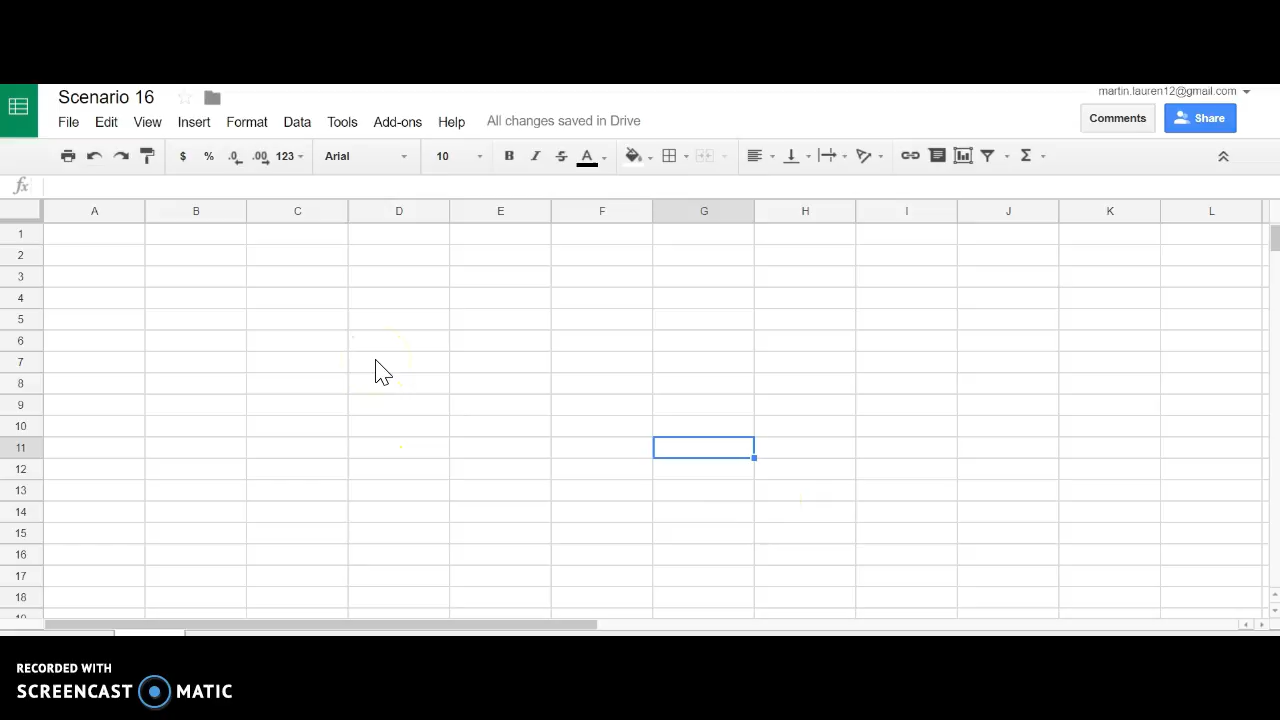 Scenario 16
martin.lauren12@gmail.com
File Edit View Insert Format Data Tools Add-ons Help All changes saved in Drive
Comments Share
$ % .0 .00 123 Arial 10 B I S A Σ
fx
A B C D E F G H I J K L
1
2
3
4
5
6
7
8
9
10
11
12
13
14
15
16
17
18
RECORDED WITH
SCREENCAST MATIC